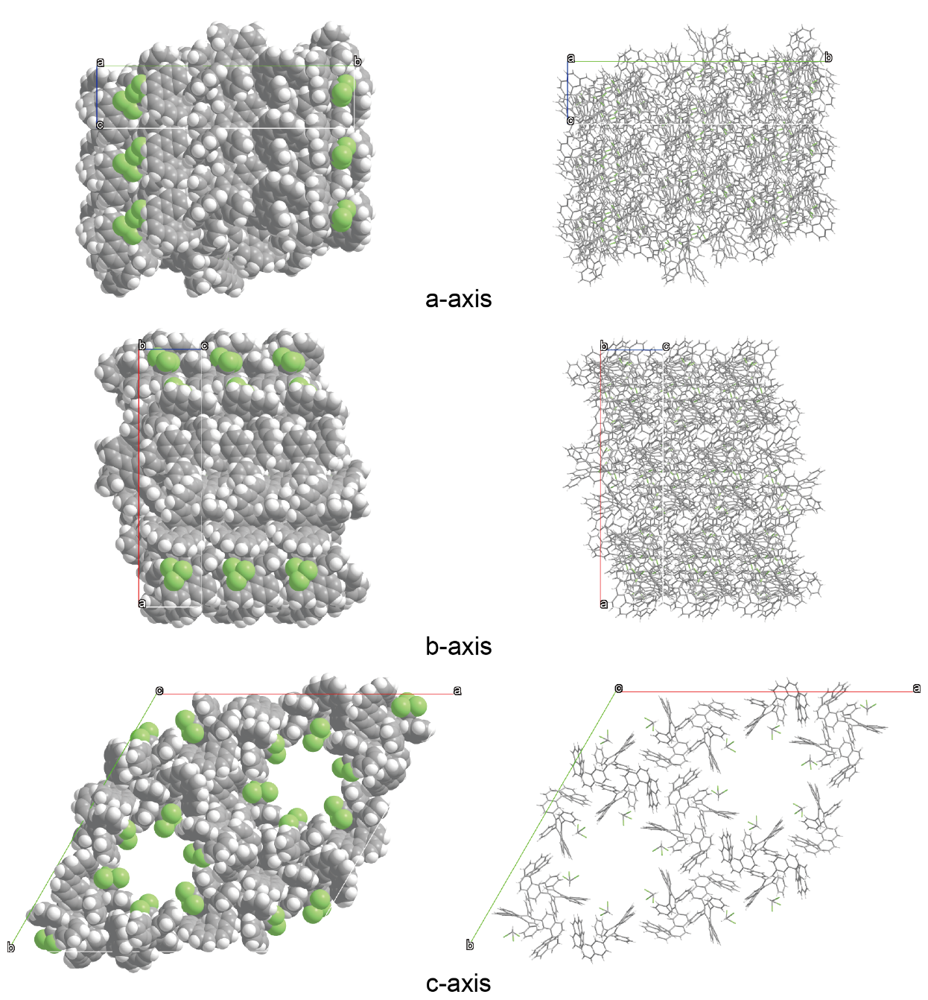 a b a b
c c
a-axis
b c b c
a a
b-axis
c a c a
b b
c-axis